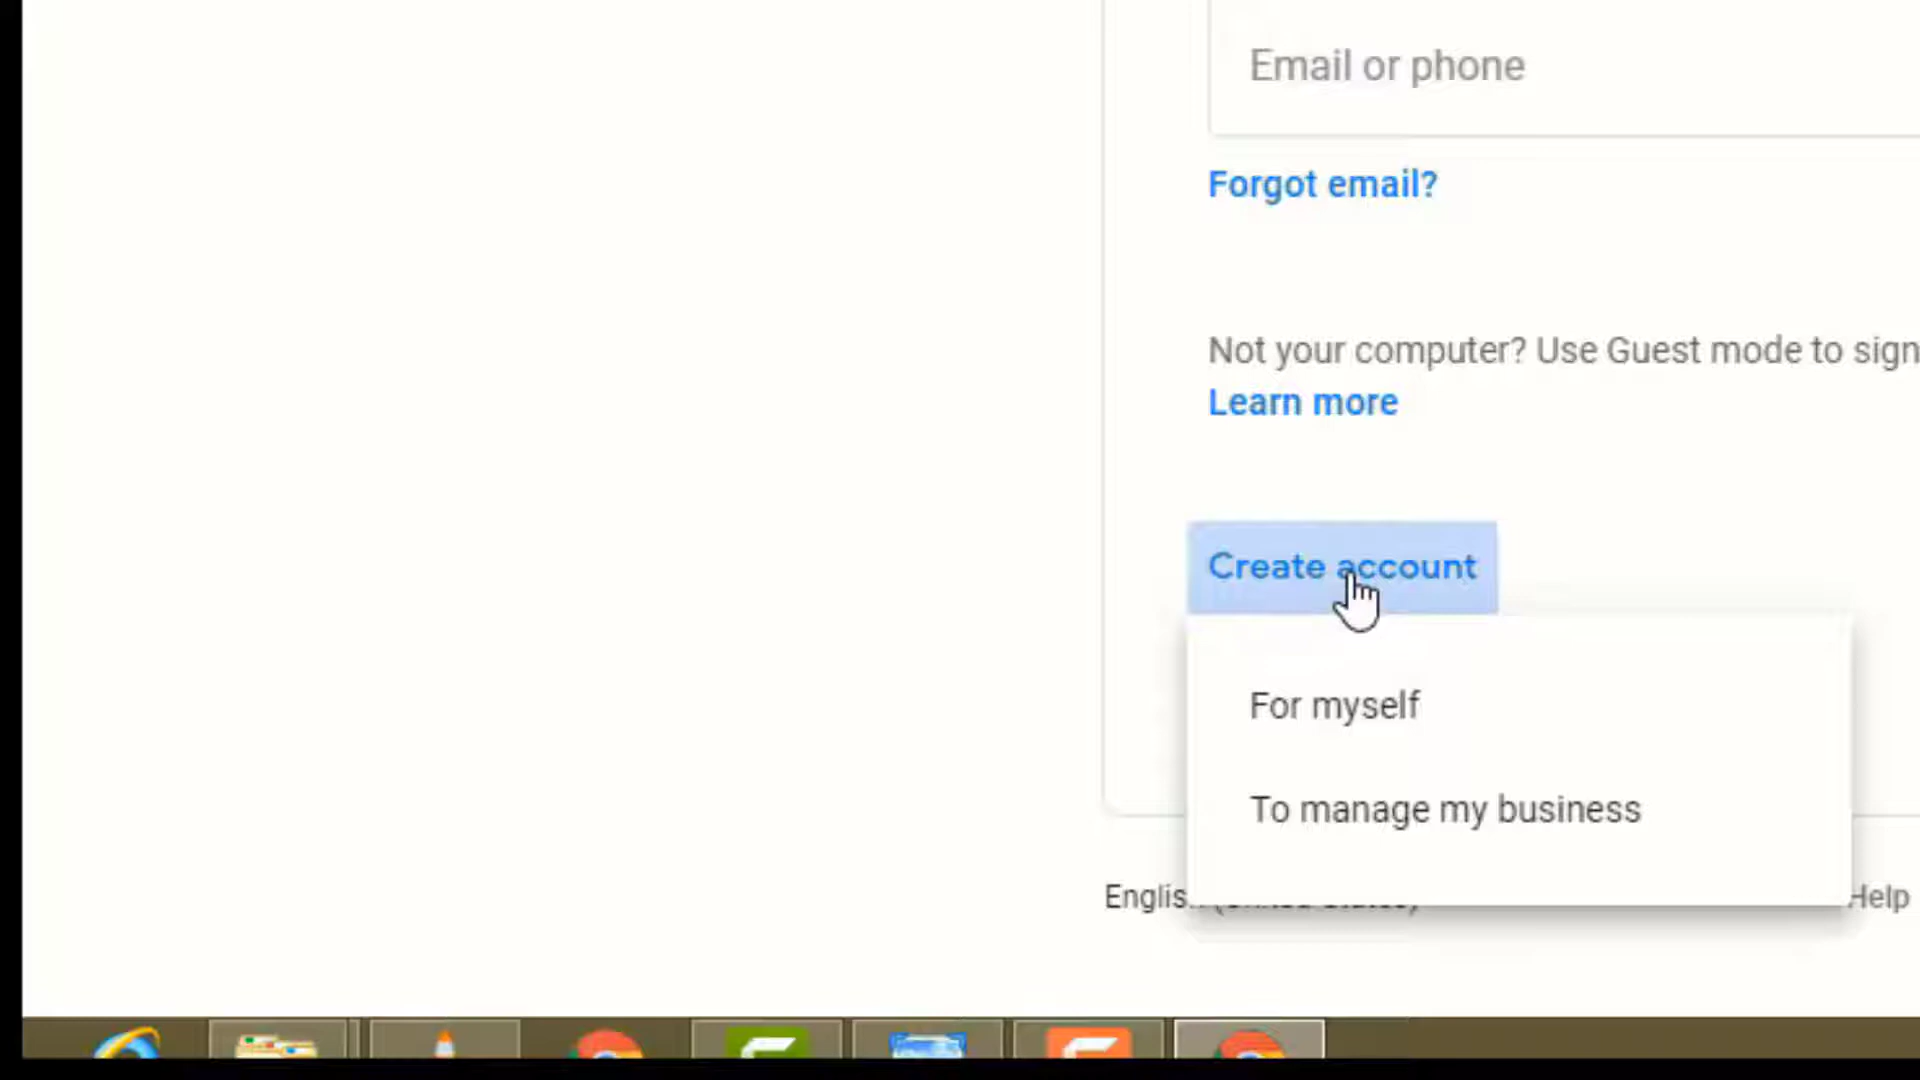 Email or phone
Forgot email?
Not your computer? Use Guest mode to sign
Learn more
Create account
For myself
To manage my business
Help